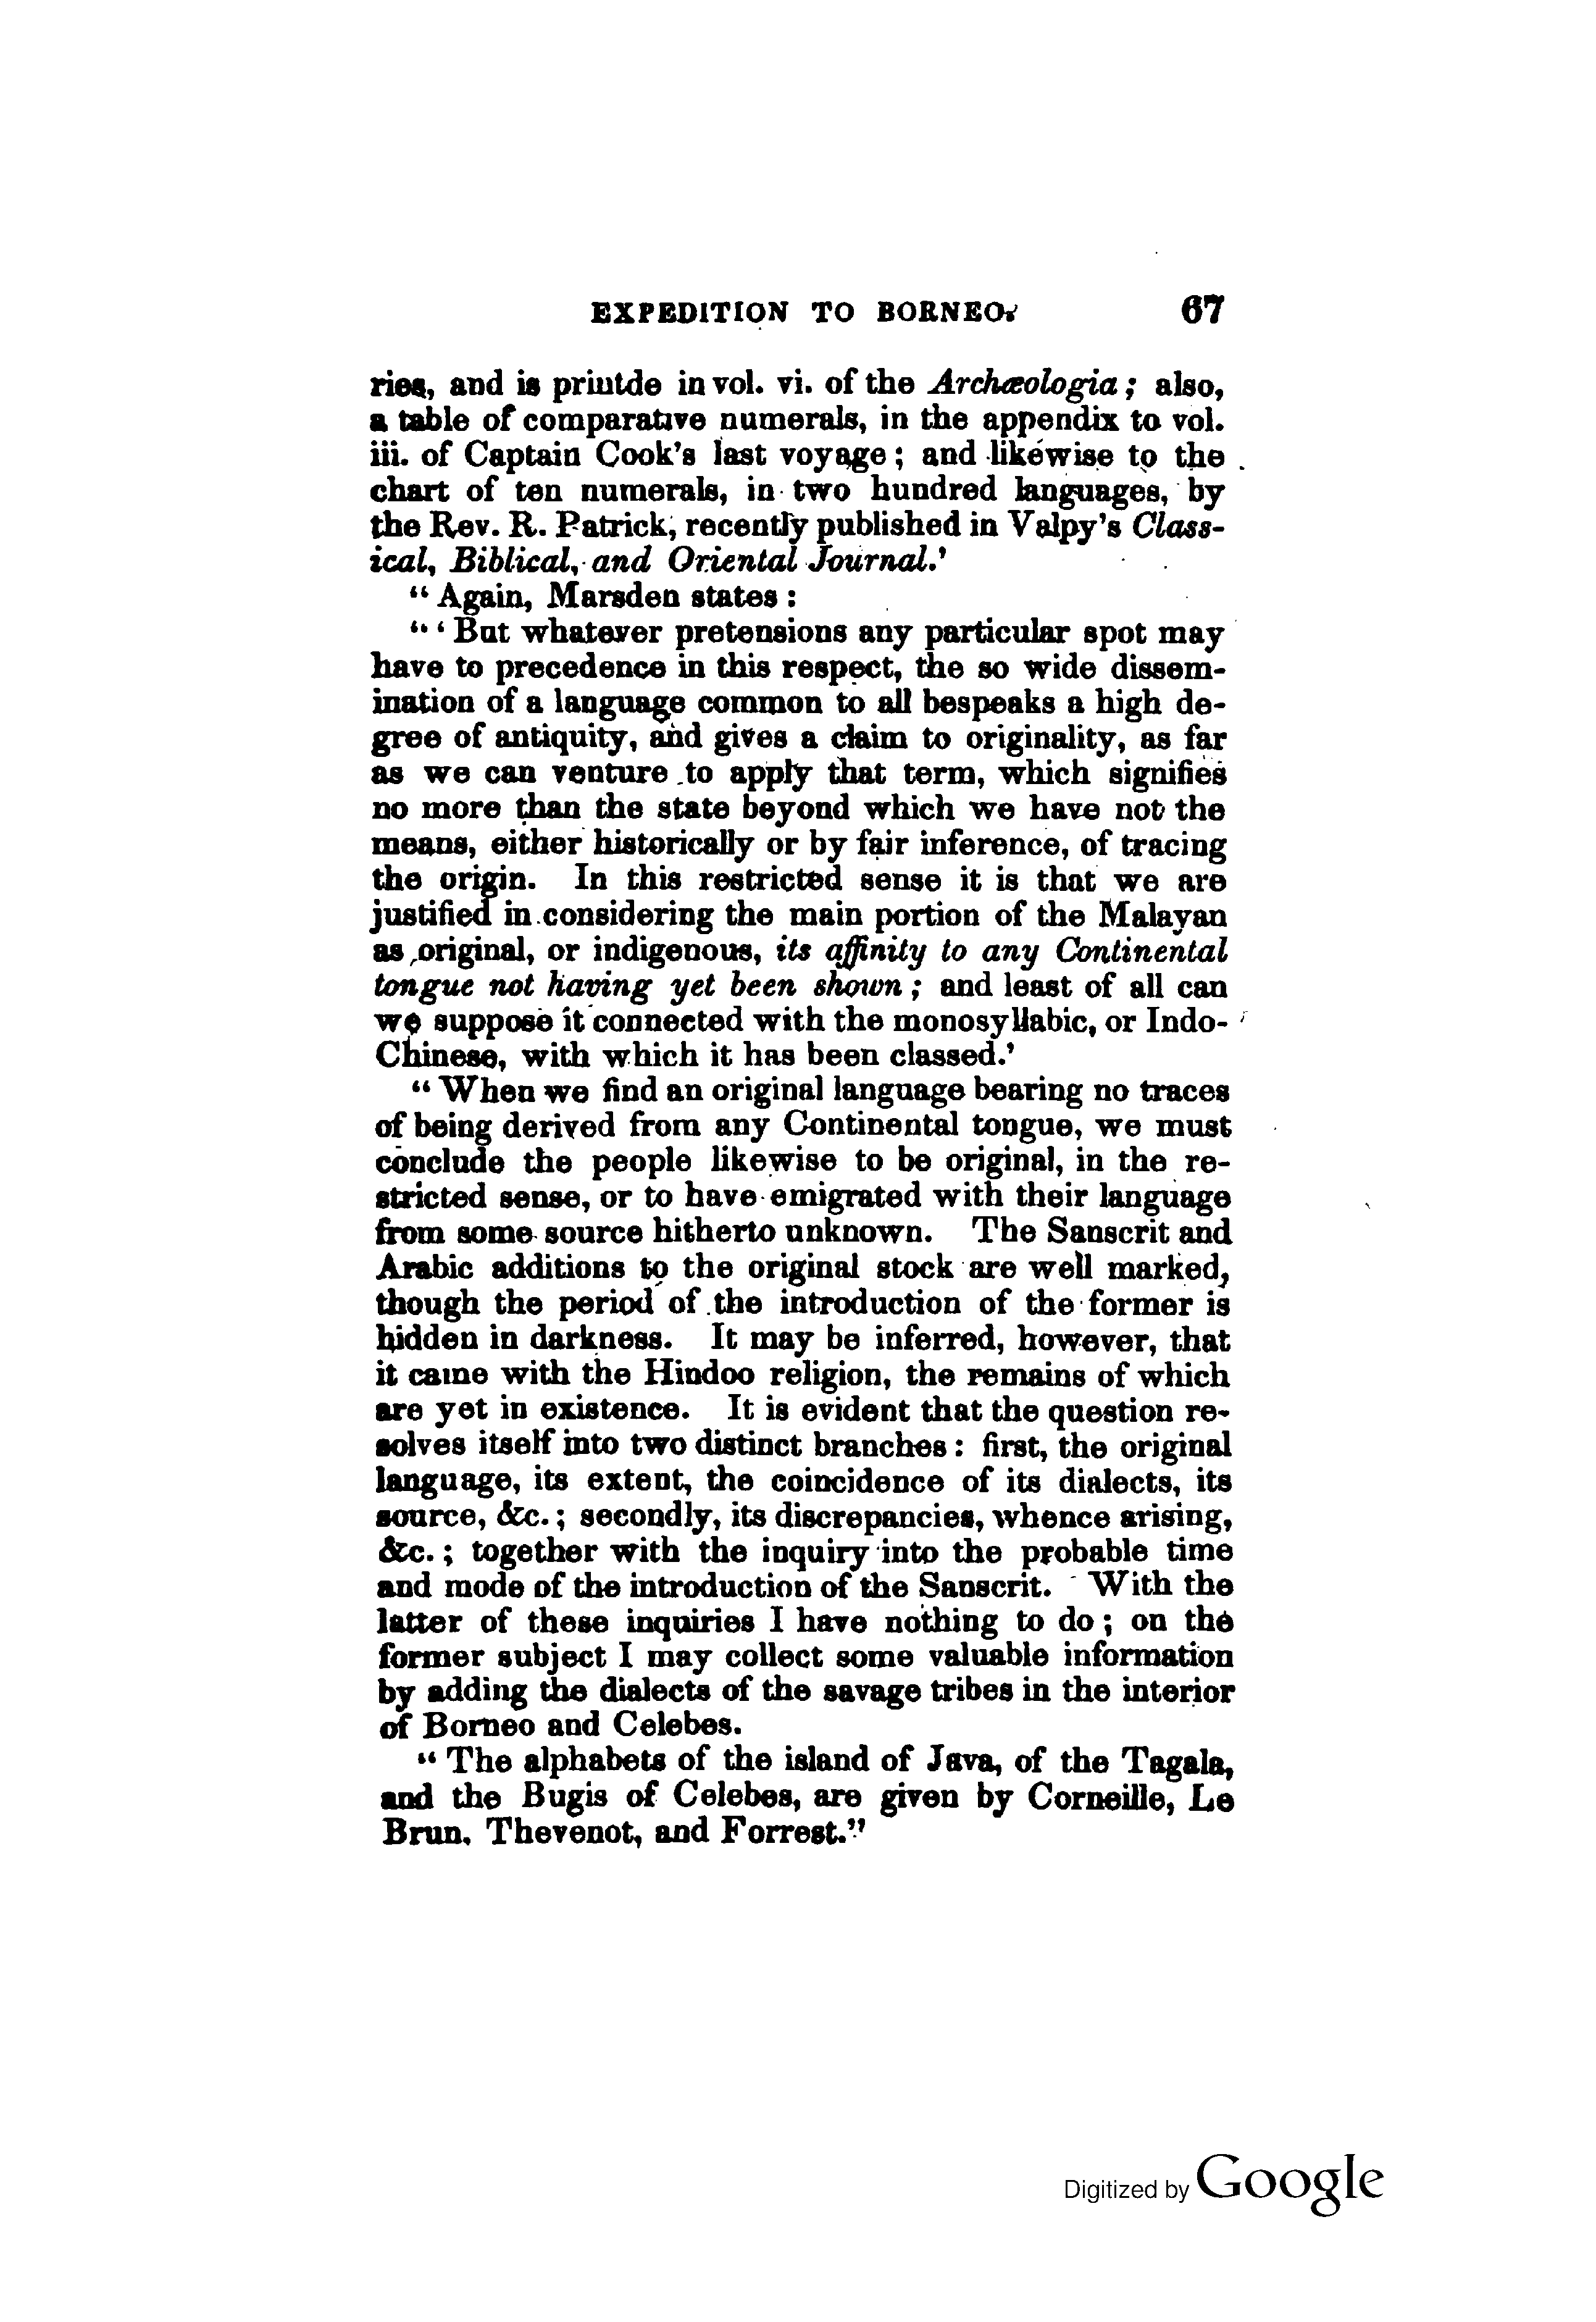 EXPEDITION TO BORNEO. 67
ries, and is printde in vol. vi. of the Archæologia; also,
a table of comparative numerals, in the appendix to vol.
iii. of Captain Cook's last voyage; and likewise to the
chart of ten numerals, in two hundred languages, by
the Rev. R. Patrick, recently published in Valpy's Class-
ical, Biblical, and Oriental Journal.'
“Again, Marsden states:
“‘But whatever pretensions any particular spot may
have to precedence in this respect, the so wide dissem-
ination of a language common to all bespeaks a high de-
gree of antiquity, and gives a claim to originality, as far
as we can venture to apply that term, which signifies
no more than the state beyond which we have not the
means, either historically or by fair inference, of tracing
the origin. In this restricted sense it is that we are
justified in considering the main portion of the Malayan
as original, or indigenous, its affinity to any Continental
tongue not having yet been shown; and least of all can
we suppose it connected with the monosyllabic, or Indo-
Chinese, with which it has been classed.'
“When we find an original language bearing no traces
of being derived from any Continental tongue, we must
conclude the people likewise to be original, in the re-
stricted sense, or to have emigrated with their language
from some source hitherto unknown. The Sanscrit and
Arabic additions to the original stock are well marked,
though the period of the introduction of the former is
hidden in darkness. It may be inferred, however, that
it came with the Hindoo religion, the remains of which
are yet in existence. It is evident that the question re-
solves itself into two distinct branches: first, the original
language, its extent, the coincidence of its dialects, its
source, &c.; secondly, its discrepancies, whence arising,
&c.; together with the inquiry into the probable time
and mode of the introduction of the Sanscrit. With the
latter of these inquiries I have nothing to do; on the
former subject I may collect some valuable information
by adding the dialects of the savage tribes in the interior
of Borneo and Celebes.
“The alphabets of the island of Java, of the Tagala,
and the Bugis of Celebes, are given by Corneille, Le
Brun, Thevenot, and Forrest.”
Digitized by Google